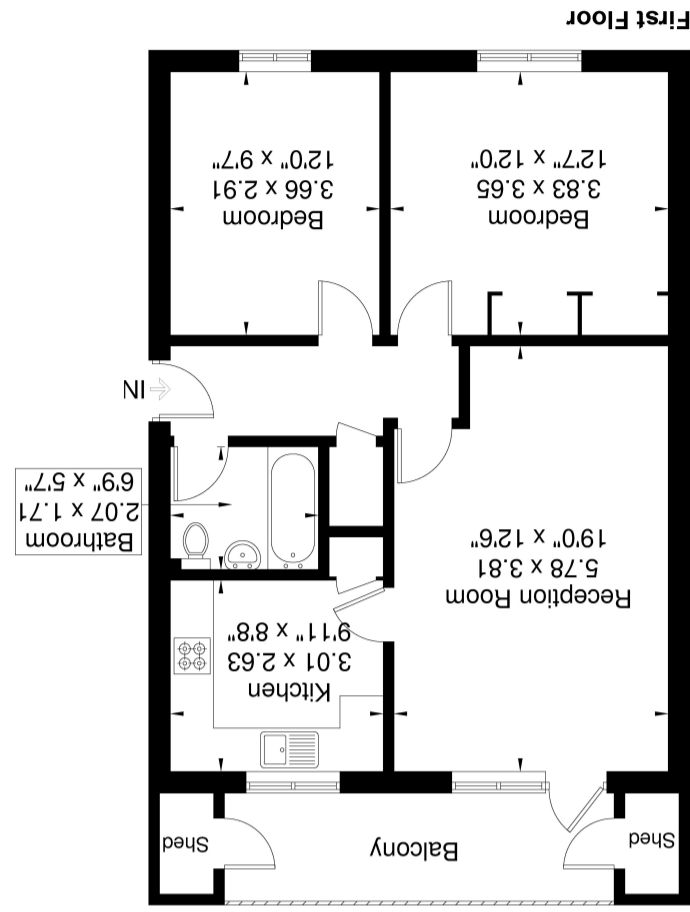 Shed
Balcony
Shed
Kitchen
3.01 x 2.63
9'11" x 8'8"
Reception Room
5.78 x 3.81
19'0" x 12'6"
Bathroom
2.07 x 1.71
6'9" x 5'7"
IN
Bedroom
3.83 x 3.65
12'7" x 12'0"
Bedroom
3.66 x 2.91
12'0" x 9'7"
First Floor